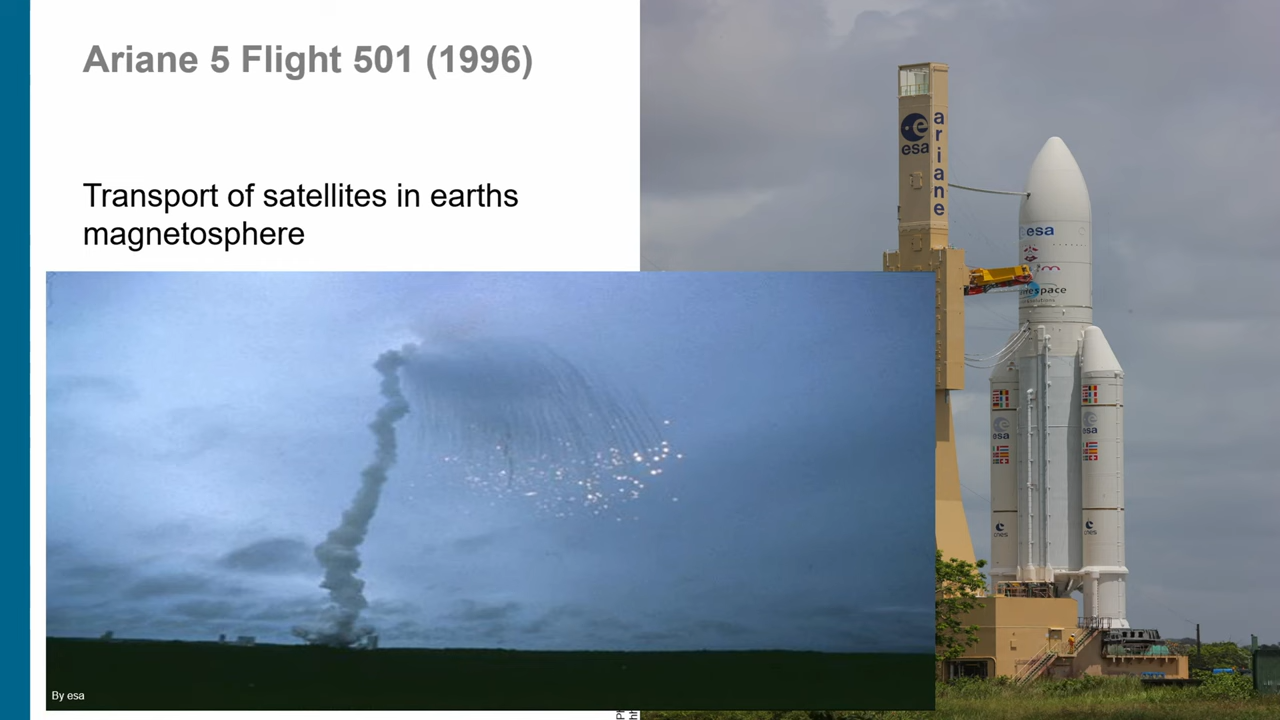 Ariane 5 Flight 501 (1996)
Transport of satellites in earths
magnetosphere
By esa
esa
ariane
esa
esa
esa
cnes
cnes